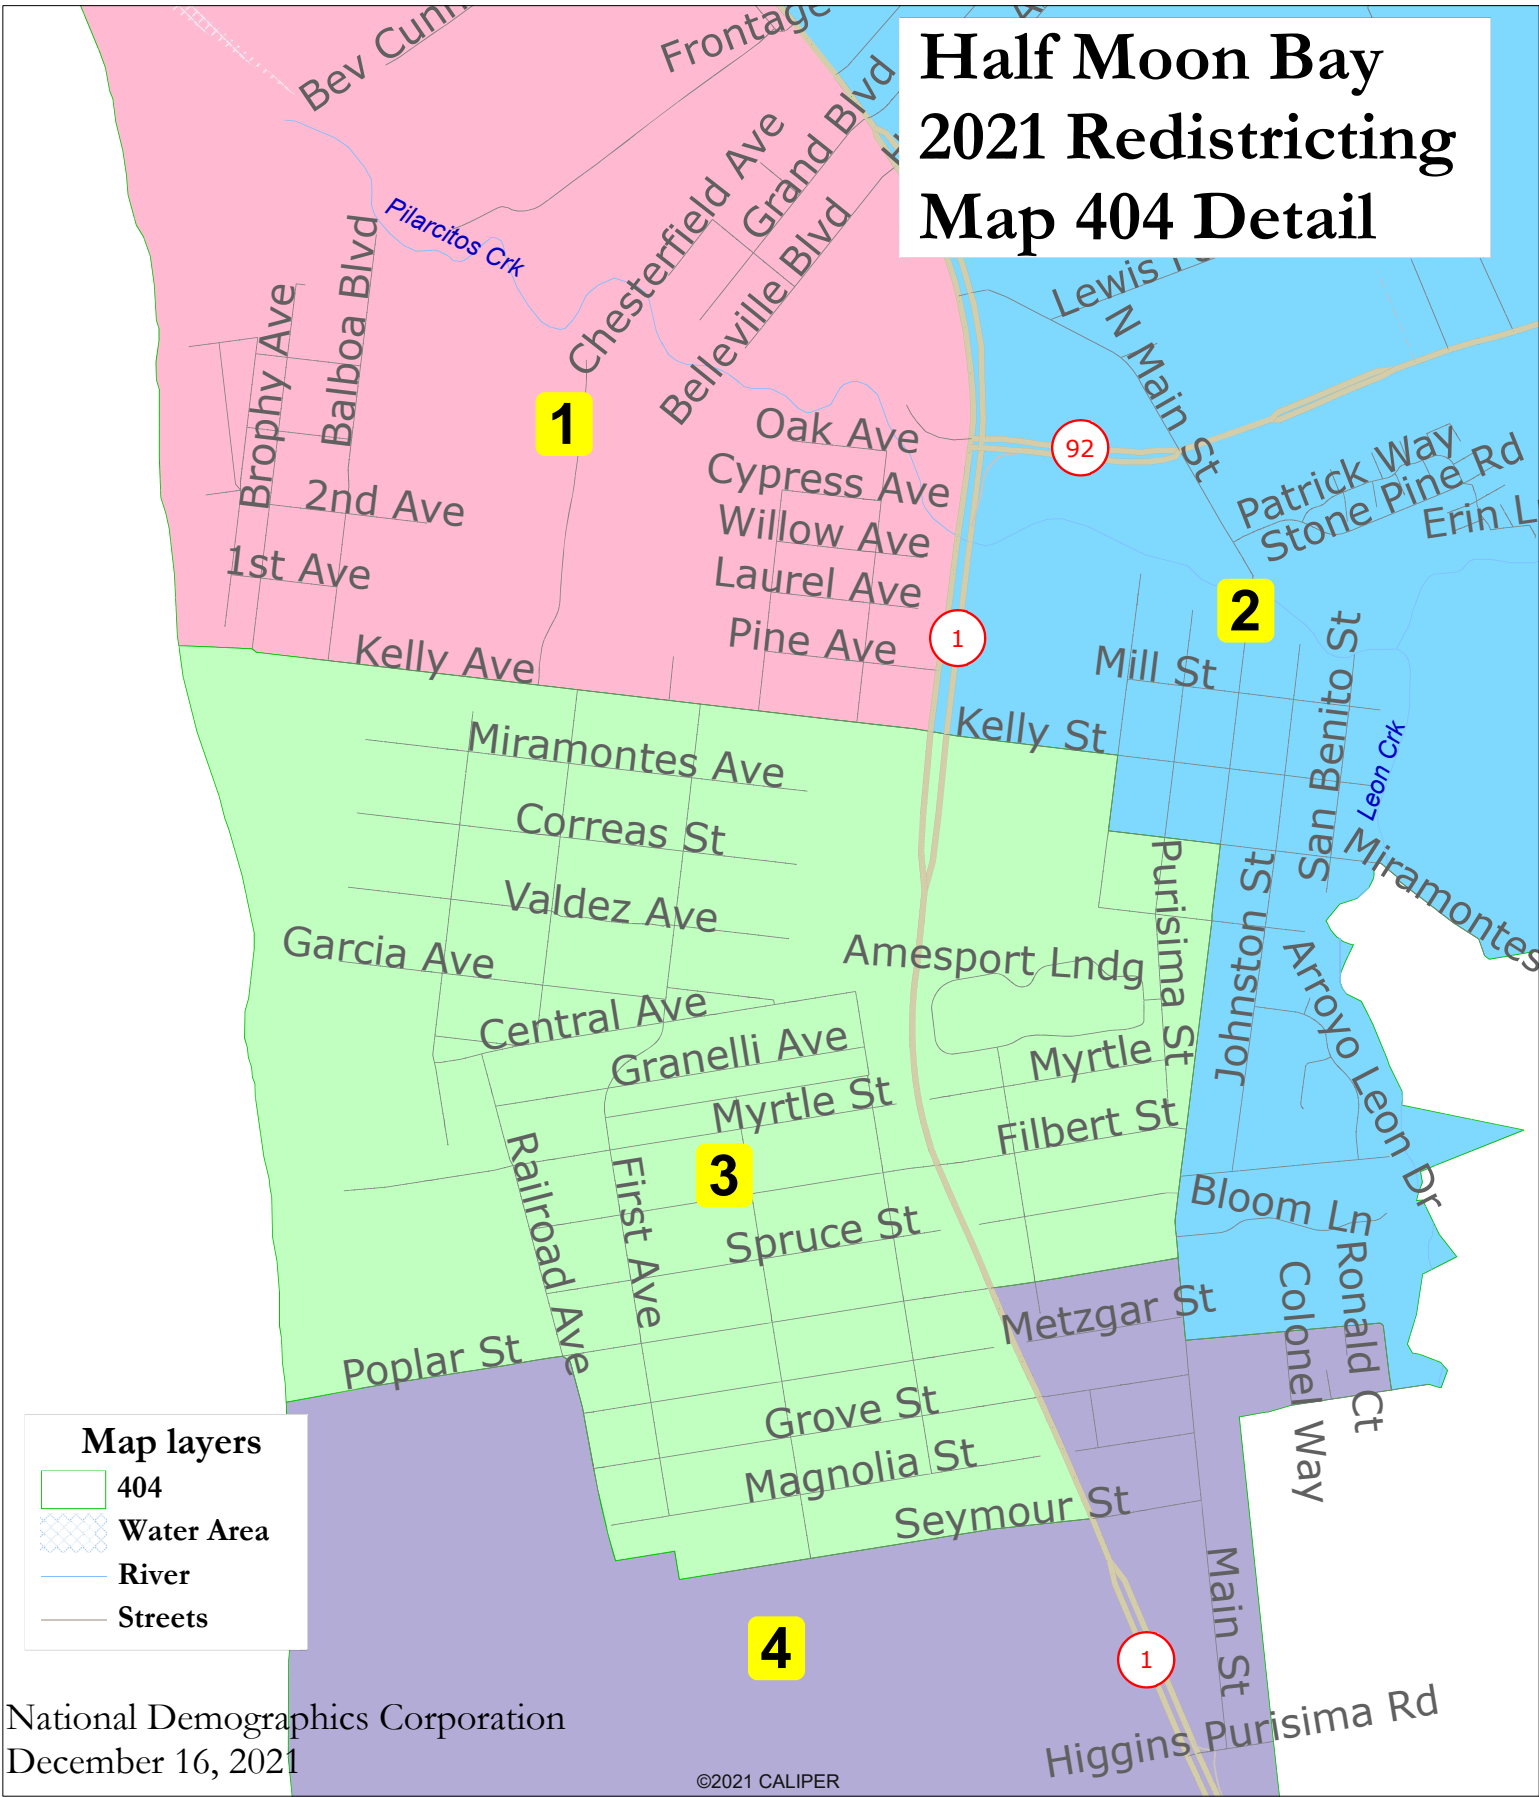 Half Moon Bay
2021 Redistricting
Map 404 Detail
Bev Cunn
Frontage
Chesterfield Ave
Grand Blvd
Belleville Blvd
Pilarcitos Crk
Balboa Blvd
Brophy Ave
Lewis
N Main St
1
Oak Ave
92
Cypress Ave
Patrick Way
Stone Pine Rd
Erin L
2nd Ave
Willow Ave
1st Ave
Laurel Ave
2
Pine Ave
1
Kelly Ave
Mill St
San Benito St
Kelly St
Leon Crk
Miramontes Ave
Correas St
Miramontes
Purisima St
Johnston St
Valdez Ave
Garcia Ave
Amesport Lndg
Arroyo Leon Dr
Central Ave
Granelli Ave
Myrtle
Myrtle St
Filbert St
3
Railroad Ave
First Ave
Spruce St
Bloom Ln
Ronald Ct
Colonel Way
Metzgar St
Poplar St
Grove St
Magnolia St
Seymour St
Main St
4
1
Higgins Purisima Rd
Map layers
404
Water Area
River
Streets
National Demographics Corporation
December 16, 2021
©2021 CALIPER